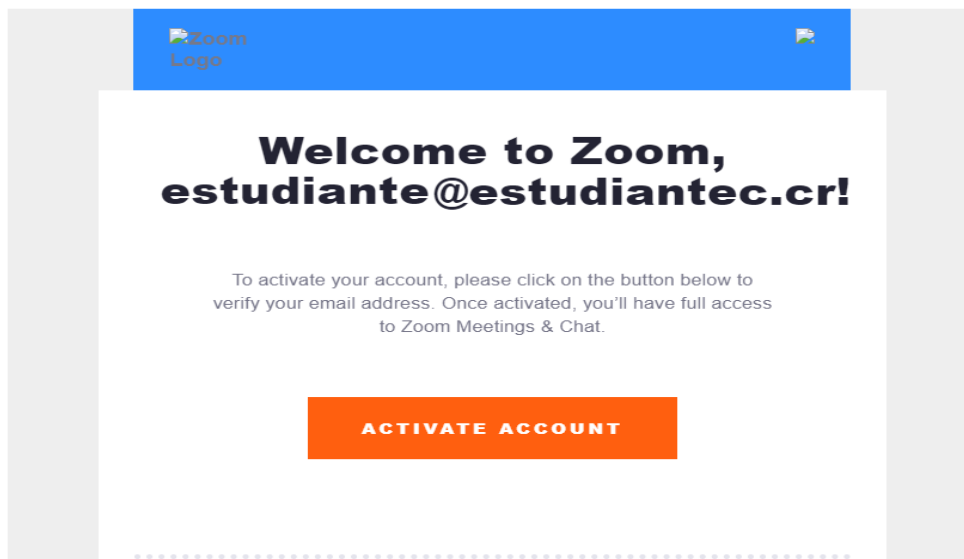 Zoom
Logo
Welcome to Zoom,
estudiante@estudiantec.cr!
To activate your account, please click on the button below to
verify your email address. Once activated, you’ll have full access
to Zoom Meetings & Chat.
ACTIVATE ACCOUNT